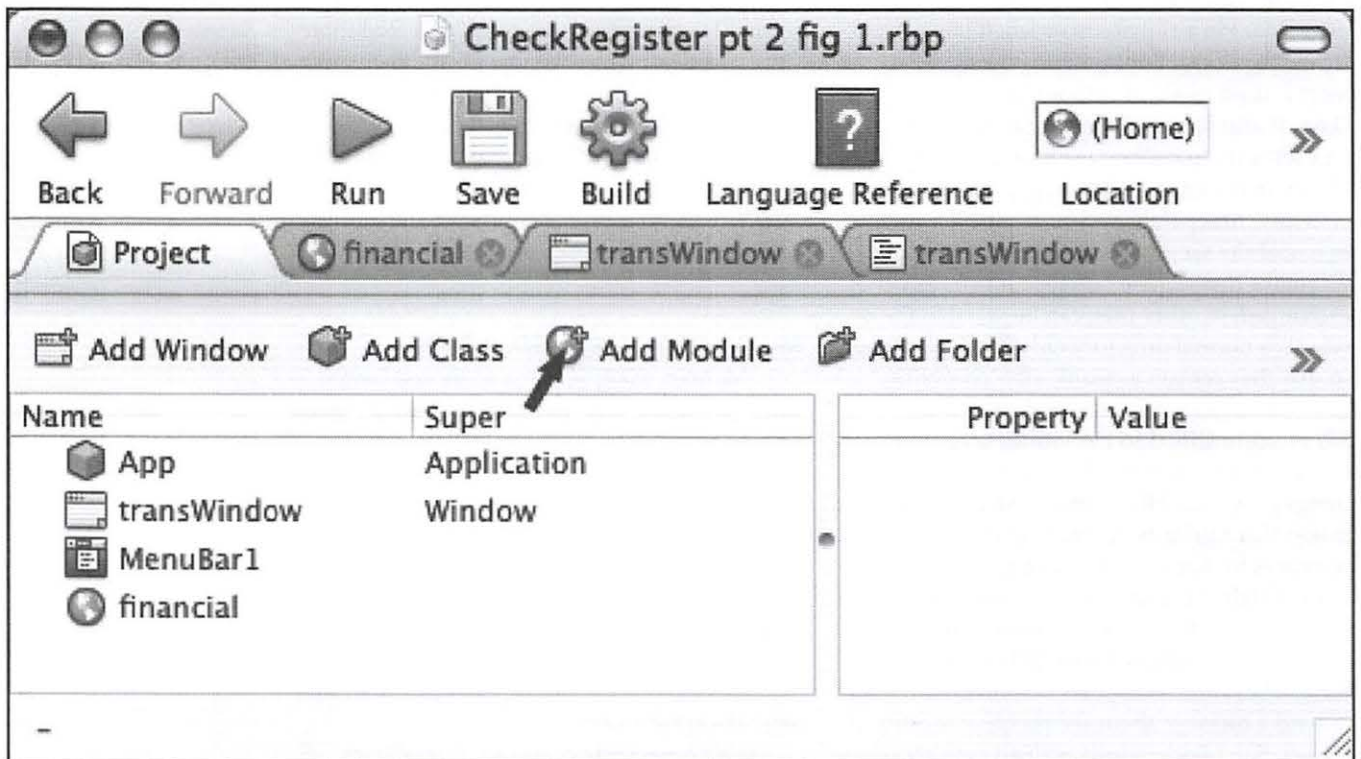 CheckRegister pt 2 fig 1.rbp
? (Home)
Back Forward Run Save Build Language Reference Location
Project financial transWindow transWindow
Add Window Add Class Add Module Add Folder
Name Super Property Value
App Application
transWindow Window
MenuBar1
financial